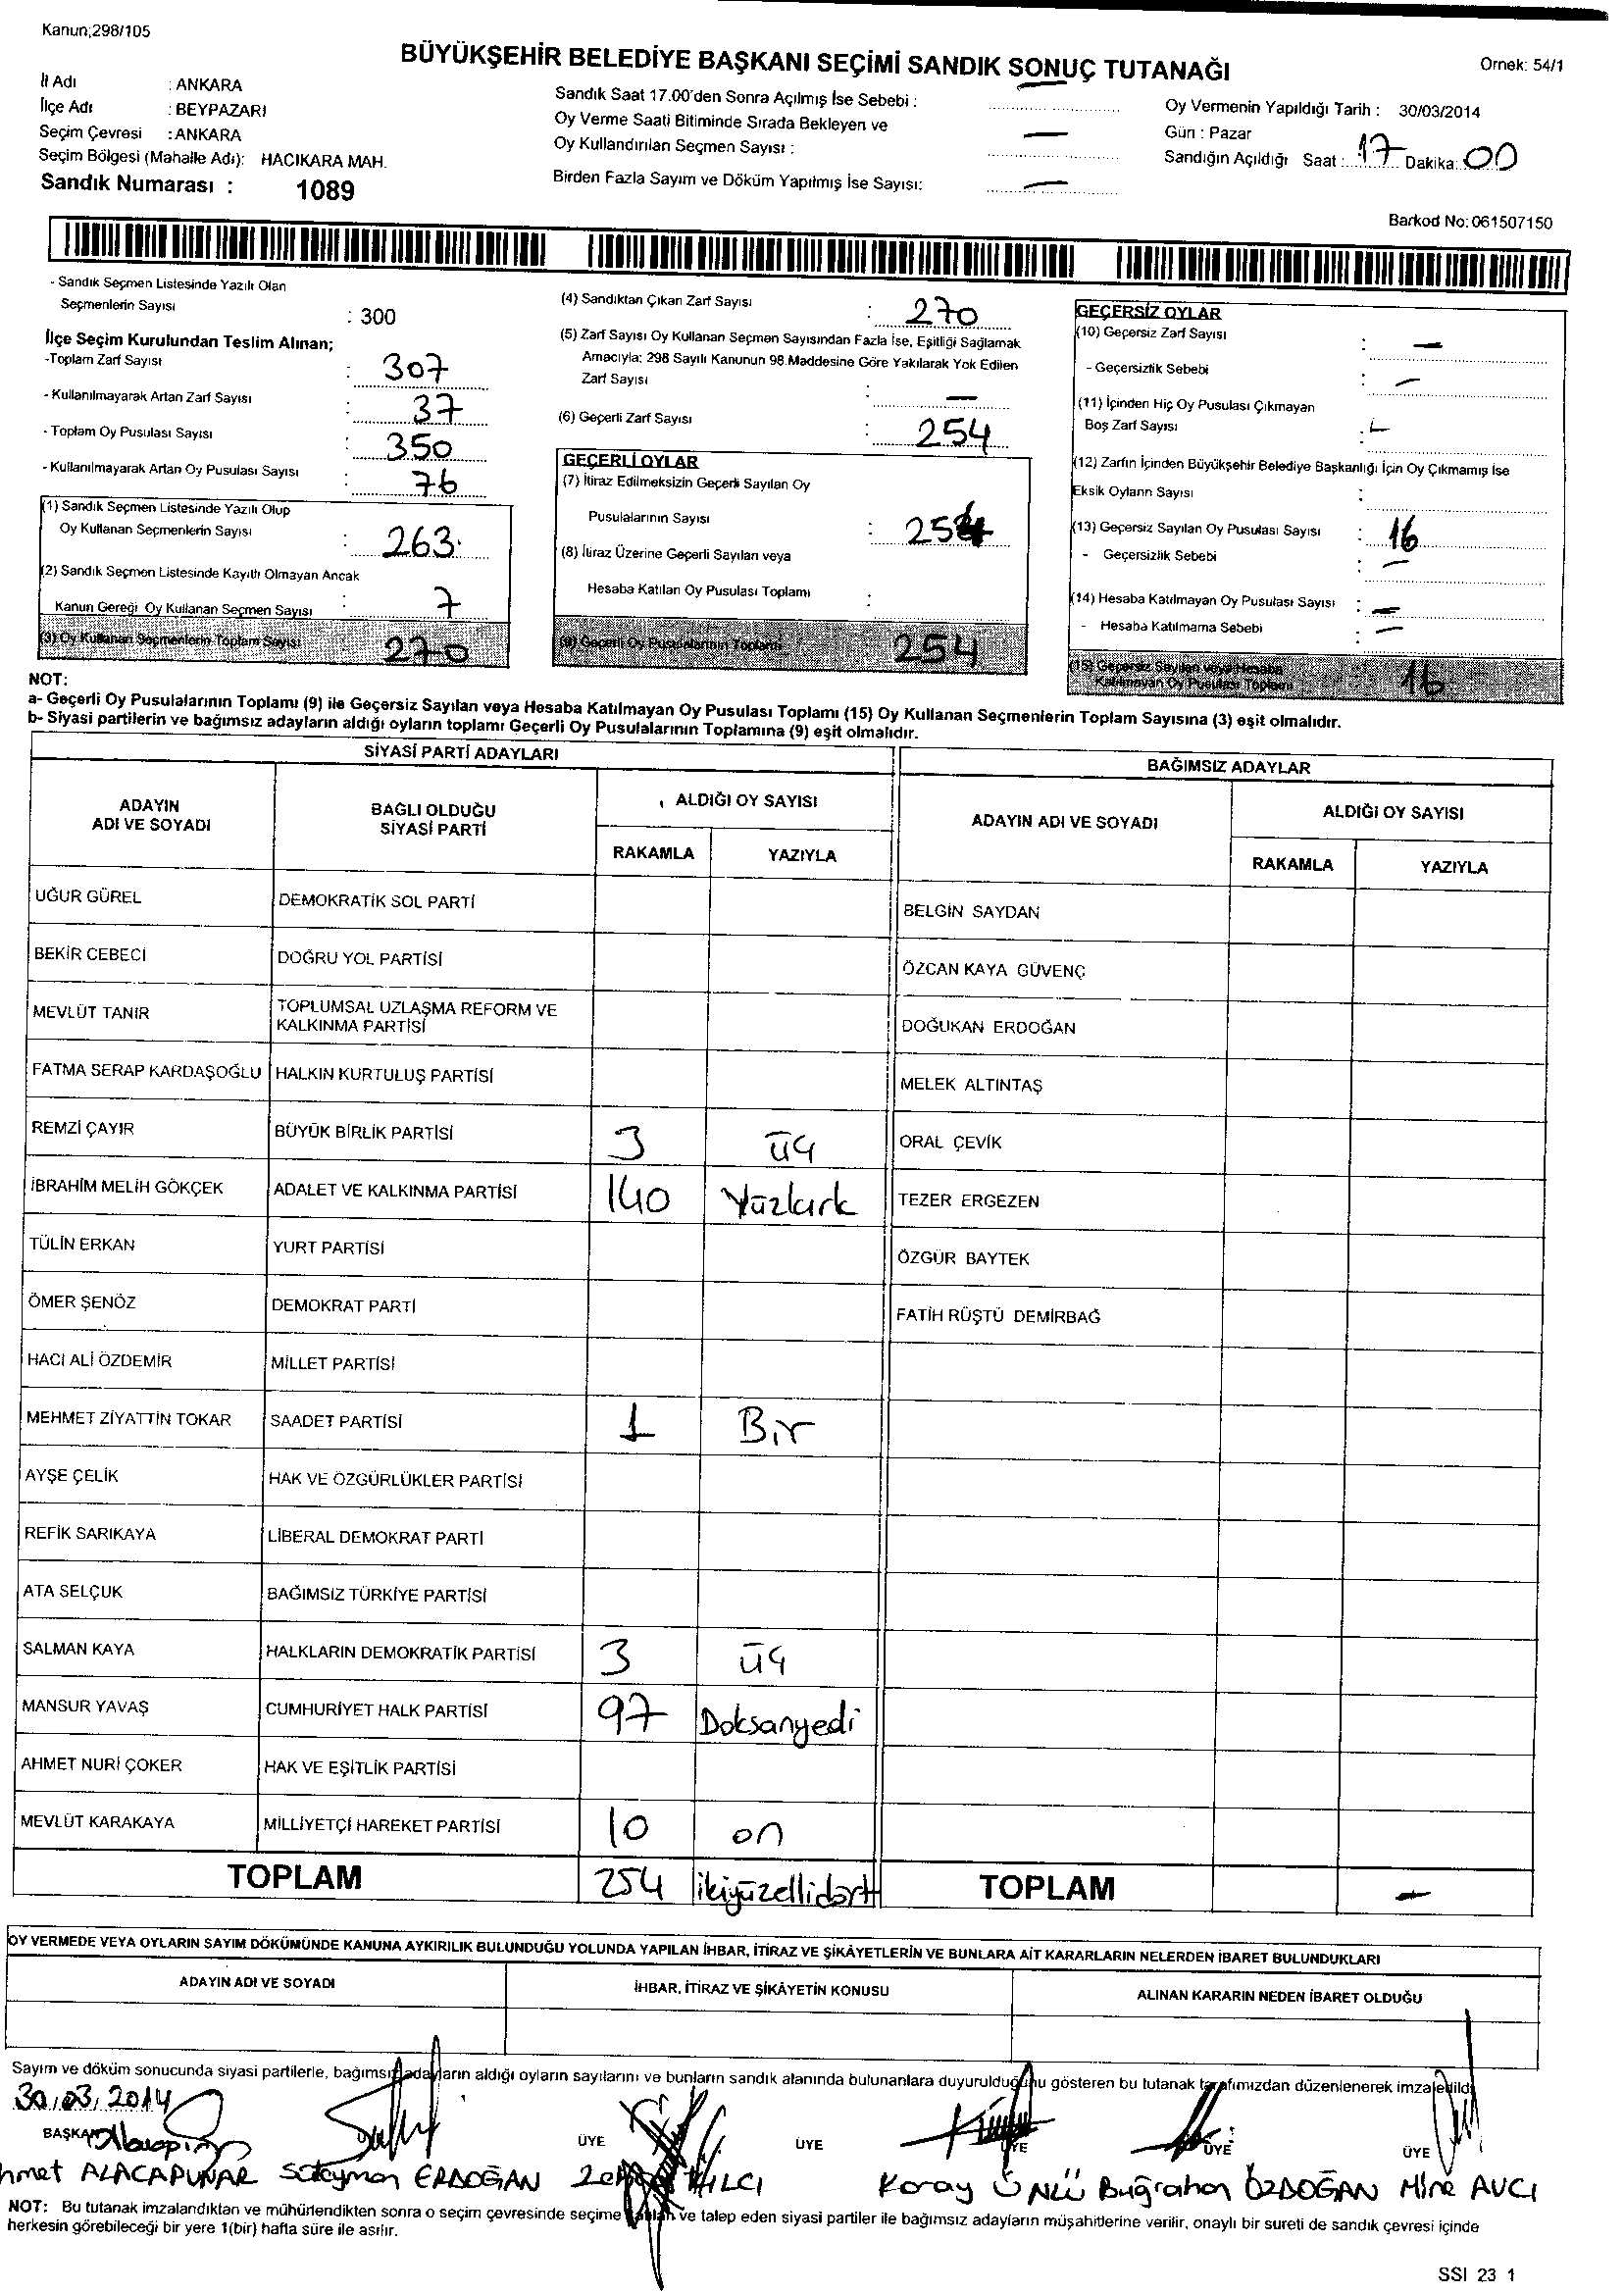 Kanun;298/105
BÜYÜKŞEHİR BELEDİYE BAŞKANI SEÇİMİ SANDIK SONUÇ TUTANAĞI
Ornek: 54/1
İl Adı : ANKARA
İlçe Adı : BEYPAZARI
Seçim Çevresi : ANKARA
Seçim Bölgesi (Mahalle Adı): HACIKARA MAH.
Sandık Numarası : 1089
Sandık Saat 17.00'den Sonra Açılmış İse Sebebi :
Oy Verme Saati Bitiminde Sırada Bekleyen ve
Oy Kullandırılan Seçmen Sayısı : —
Birden Fazla Sayım ve Döküm Yapılmış İse Sayısı: —
Oy Vermenin Yapıldığı Tarih : 30/03/2014
Gün : Pazar
Sandığın Açıldığı Saat : 17 Dakika: 00
Barkod No: 061507150
- Sandık Seçmen Listesinde Yazılı Olan
Seçmenlerin Sayısı : 300
İlçe Seçim Kurulundan Teslim Alınan;
-Toplam Zarf Sayısı : 307
- Kullanılmayarak Artan Zarf Sayısı : 37
- Toplam Oy Pusulası Sayısı : 350
- Kullanılmayarak Artan Oy Pusulası Sayısı : 76
(1) Sandık Seçmen Listesinde Yazılı Olup
Oy Kullanan Seçmenlerin Sayısı : 263
(2) Sandık Seçmen Listesinde Kayıtlı Olmayan Ancak
Kanun Gereği Oy Kullanan Seçmen Sayısı : 7
(3) Oy Kullanan Seçmenlerin Toplam Sayısı 270
(4) Sandıktan Çıkan Zarf Sayısı : 270
(5) Zarf Sayısı Oy Kullanan Seçmen Sayısından Fazla İse, Eşitliği Sağlamak
Amacıyla: 298 Sayılı Kanunun 98.Maddesine Göre Yakılarak Yok Edilen
Zarf Sayısı : —
(6) Geçerli Zarf Sayısı : 254
GEÇERLİ OYLAR
(7) İtiraz Edilmeksizin Geçerli Sayılan Oy
Pusulalarının Sayısı : 254
(8) İtiraz Üzerine Geçerli Sayılan veya
Hesaba Katılan Oy Pusulası Toplamı :
(9) Geçerli Oy Pusulalarının Toplamı 254
GEÇERSİZ OYLAR
(10) Geçersiz Zarf Sayısı : —
- Geçersizlik Sebebi : —
(11) İçinden Hiç Oy Pusulası Çıkmayan
Boş Zarf Sayısı : —
(12) Zarfın İçinden Büyükşehir Belediye Başkanlığı İçin Oy Çıkmamış İse
Eksik Oyların Sayısı :
(13) Geçersiz Sayılan Oy Pusulası Sayısı : 16
- Geçersizlik Sebebi : —
(14) Hesaba Katılmayan Oy Pusulası Sayısı : —
- Hesaba Katılmama Sebebi : —
(15) Geçersiz Sayılan veya Hesaba
Katılmayan Oy Pusulası Toplamı 16
NOT:
a- Geçerli Oy Pusulalarının Toplamı (9) ile Geçersiz Sayılan veya Hesaba Katılmayan Oy Pusulası Toplamı (15) Oy Kullanan Seçmenlerin Toplam Sayısına (3) eşit olmalıdır.
b- Siyasi partilerin ve bağımsız adayların aldığı oyların toplamı Geçerli Oy Pusulalarının Toplamına (9) eşit olmalıdır.
SİYASİ PARTİ ADAYLARI BAĞIMSIZ ADAYLAR
ADAYIN ADI VE SOYADI BAĞLI OLDUĞU SİYASİ PARTİ ALDIĞI OY SAYISI ADAYIN ADI VE SOYADI ALDIĞI OY SAYISI
RAKAMLA YAZIYLA RAKAMLA YAZIYLA
UĞUR GÜREL DEMOKRATİK SOL PARTİ BELGİN SAYDAN
BEKİR CEBECİ DOĞRU YOL PARTİSİ ÖZCAN KAYA GÜVENÇ
MEVLÜT TANIR TOPLUMSAL UZLAŞMA REFORM VE KALKINMA PARTİSİ DOĞUKAN ERDOĞAN
FATMA SERAP KARDAŞOĞLU HALKIN KURTULUŞ PARTİSİ MELEK ALTINTAŞ
REMZİ ÇAYIR BÜYÜK BİRLİK PARTİSİ 3 üç ORAL ÇEVİK
İBRAHİM MELİH GÖKÇEK ADALET VE KALKINMA PARTİSİ 140 Yüzkırk TEZER ERGEZEN
TÜLİN ERKAN YURT PARTİSİ ÖZGÜR BAYTEK
ÖMER ŞENÖZ DEMOKRAT PARTİ FATİH RÜŞTÜ DEMİRBAĞ
HACI ALİ ÖZDEMİR MİLLET PARTİSİ
MEHMET ZİYATTİN TOKAR SAADET PARTİSİ 1 Bir
AYŞE ÇELİK HAK VE ÖZGÜRLÜKLER PARTİSİ
REFİK SARIKAYA LİBERAL DEMOKRAT PARTİ
ATA SELÇUK BAĞIMSIZ TÜRKİYE PARTİSİ
SALMAN KAYA HALKLARIN DEMOKRATİK PARTİSİ 3 üç
MANSUR YAVAŞ CUMHURİYET HALK PARTİSİ 97 Doksanyedi
AHMET NURİ ÇOKER HAK VE EŞİTLİK PARTİSİ
MEVLÜT KARAKAYA MİLLİYETÇİ HAREKET PARTİSİ 10 on
TOPLAM 254 ikiyüzellidört TOPLAM —
OY VERMEDE VEYA OYLARIN SAYIM DÖKÜMÜNDE KANUNA AYKIRILIK BULUNDUĞU YOLUNDA YAPILAN İHBAR, İTİRAZ VE ŞİKÂYETLERİN VE BUNLARA AİT KARARLARIN NELERDEN İBARET BULUNDUKLARI
ADAYIN ADI VE SOYADI İHBAR, İTİRAZ VE ŞİKÂYETİN KONUSU ALINAN KARARIN NEDEN İBARET OLDUĞU
Sayım ve döküm sonucunda siyasi partilerle, bağımsız adayların aldığı oyların sayılarını ve bunların sandık alanında bulunanlara duyurulduğunu gösteren bu tutanak tarafımızdan düzenlenerek imza edildi.
30.03.2014
BAŞKAN ÜYE ÜYE ÜYE ÜYE ÜYE
hmet ALACAPUNAR Süleyman ERDOĞAN KILCI Koray ÜNLÜ Buğrahan ÖZDOĞAN Mine AVCI
NOT: Bu tutanak imzalandıktan ve mühürlendikten sonra o seçim çevresinde seçime katılan ve talep eden siyasi partiler ile bağımsız adayların müşahitlerine verilir, onaylı bir sureti de sandık çevresi içinde
herkesin görebileceği bir yere 1(bir) hafta süre ile asılır.
SSI 23 1